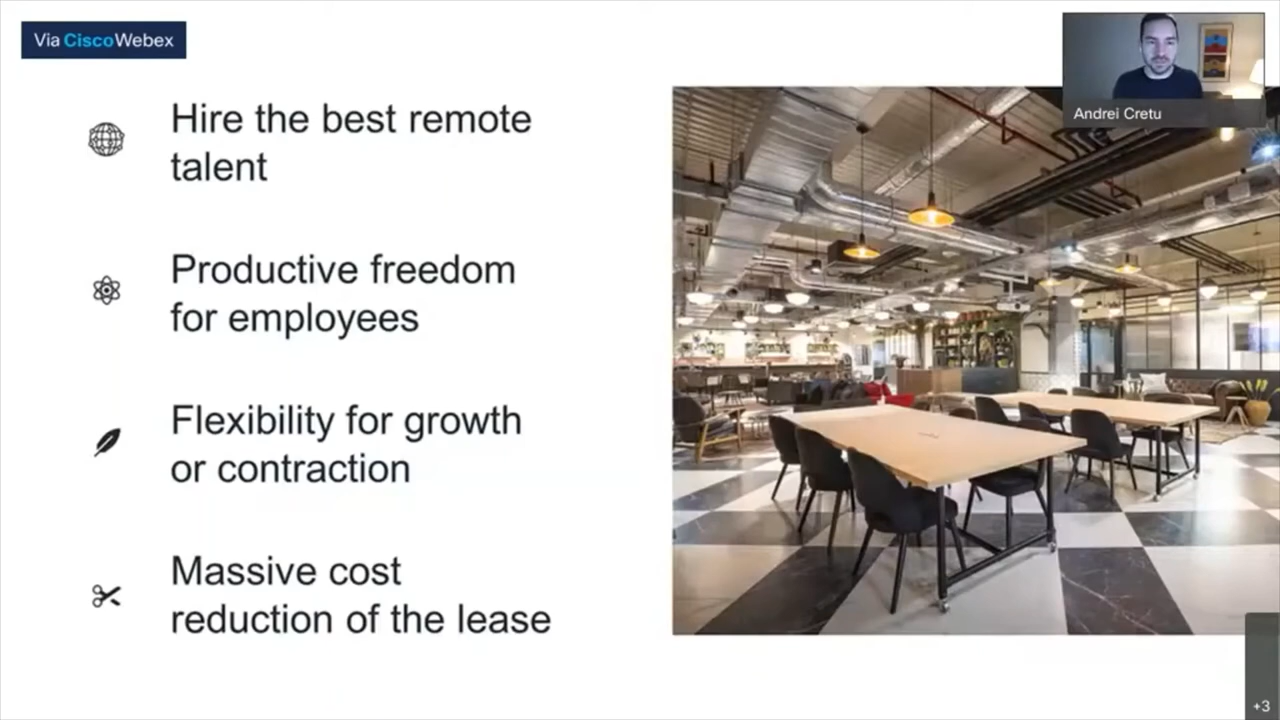 Via CiscoWebex
Andrei Cretu
Hire the best remote
talent
Productive freedom
for employees
Flexibility for growth
or contraction
Massive cost
reduction of the lease
+3